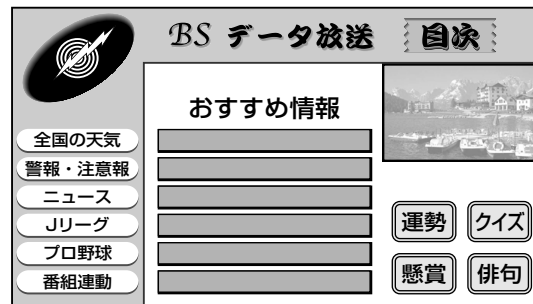 BS データ放送 目次
おすすめ情報
全国の天気
警報・注意報
ニュース
Jリーグ
プロ野球
番組連動
運勢 クイズ
懸賞 俳句